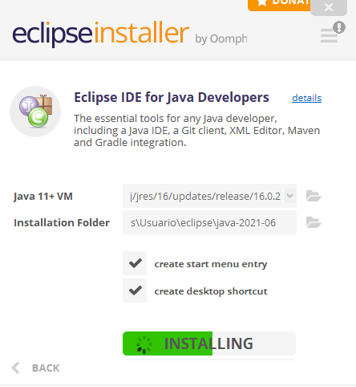 DONAT
eclipseinstaller by Oomph
Eclipse IDE for Java Developers details
The essential tools for any Java developer,
including a Java IDE, a Git client, XML Editor, Maven
and Gradle integration.
Java 11+ VM j/jres/16/updates/release/16.0.2
Installation Folder s\Usuario\eclipse\java-2021-06
create start menu entry
create desktop shortcut
INSTALLING
BACK